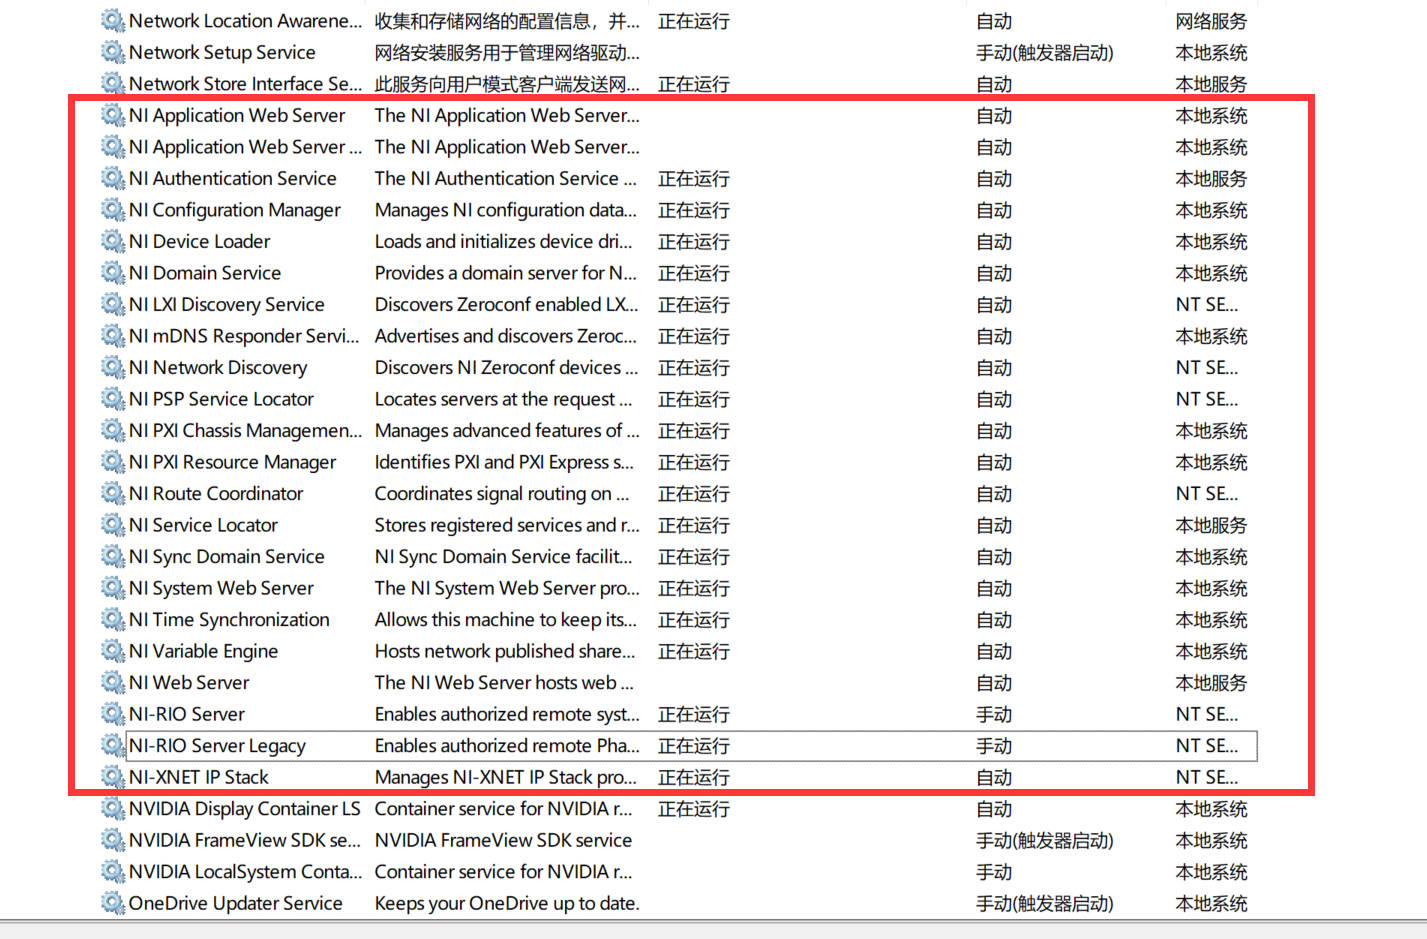 Network Location Awarene... 收集和存储网络的配置信息，并... 正在运行 自动 网络服务
Network Setup Service 网络安装服务用于管理网络驱动... 手动(触发器启动) 本地系统
Network Store Interface Se... 此服务向用户模式客户端发送网... 正在运行 自动 本地服务
NI Application Web Server The NI Application Web Server... 自动 本地系统
NI Application Web Server ... The NI Application Web Server... 自动 本地系统
NI Authentication Service The NI Authentication Service ... 正在运行 自动 本地服务
NI Configuration Manager Manages NI configuration data... 正在运行 自动 本地系统
NI Device Loader Loads and initializes device dri... 正在运行 自动 本地系统
NI Domain Service Provides a domain server for N... 正在运行 自动 本地系统
NI LXI Discovery Service Discovers Zeroconf enabled LX... 正在运行 自动 NT SE...
NI mDNS Responder Servi... Advertises and discovers Zeroc... 正在运行 自动 本地系统
NI Network Discovery Discovers NI Zeroconf devices ... 正在运行 自动 NT SE...
NI PSP Service Locator Locates servers at the request ... 正在运行 自动 NT SE...
NI PXI Chassis Managemen... Manages advanced features of ... 正在运行 自动 本地系统
NI PXI Resource Manager Identifies PXI and PXI Express s... 正在运行 自动 本地系统
NI Route Coordinator Coordinates signal routing on ... 正在运行 自动 NT SE...
NI Service Locator Stores registered services and r... 正在运行 自动 本地服务
NI Sync Domain Service NI Sync Domain Service facilit... 正在运行 自动 本地系统
NI System Web Server The NI System Web Server pro... 正在运行 自动 本地系统
NI Time Synchronization Allows this machine to keep its... 正在运行 自动 本地系统
NI Variable Engine Hosts network published share... 正在运行 自动 本地系统
NI Web Server The NI Web Server hosts web ... 自动 本地服务
NI-RIO Server Enables authorized remote syst... 正在运行 手动 NT SE...
NI-RIO Server Legacy Enables authorized remote Pha... 正在运行 手动 NT SE...
NI-XNET IP Stack Manages NI-XNET IP Stack pro... 正在运行 自动 NT SE...
NVIDIA Display Container LS Container service for NVIDIA r... 正在运行 自动 本地系统
NVIDIA FrameView SDK se... NVIDIA FrameView SDK service 手动(触发器启动) 本地系统
NVIDIA LocalSystem Conta... Container service for NVIDIA r... 手动 本地系统
OneDrive Updater Service Keeps your OneDrive up to date. 手动(触发器启动) 本地系统